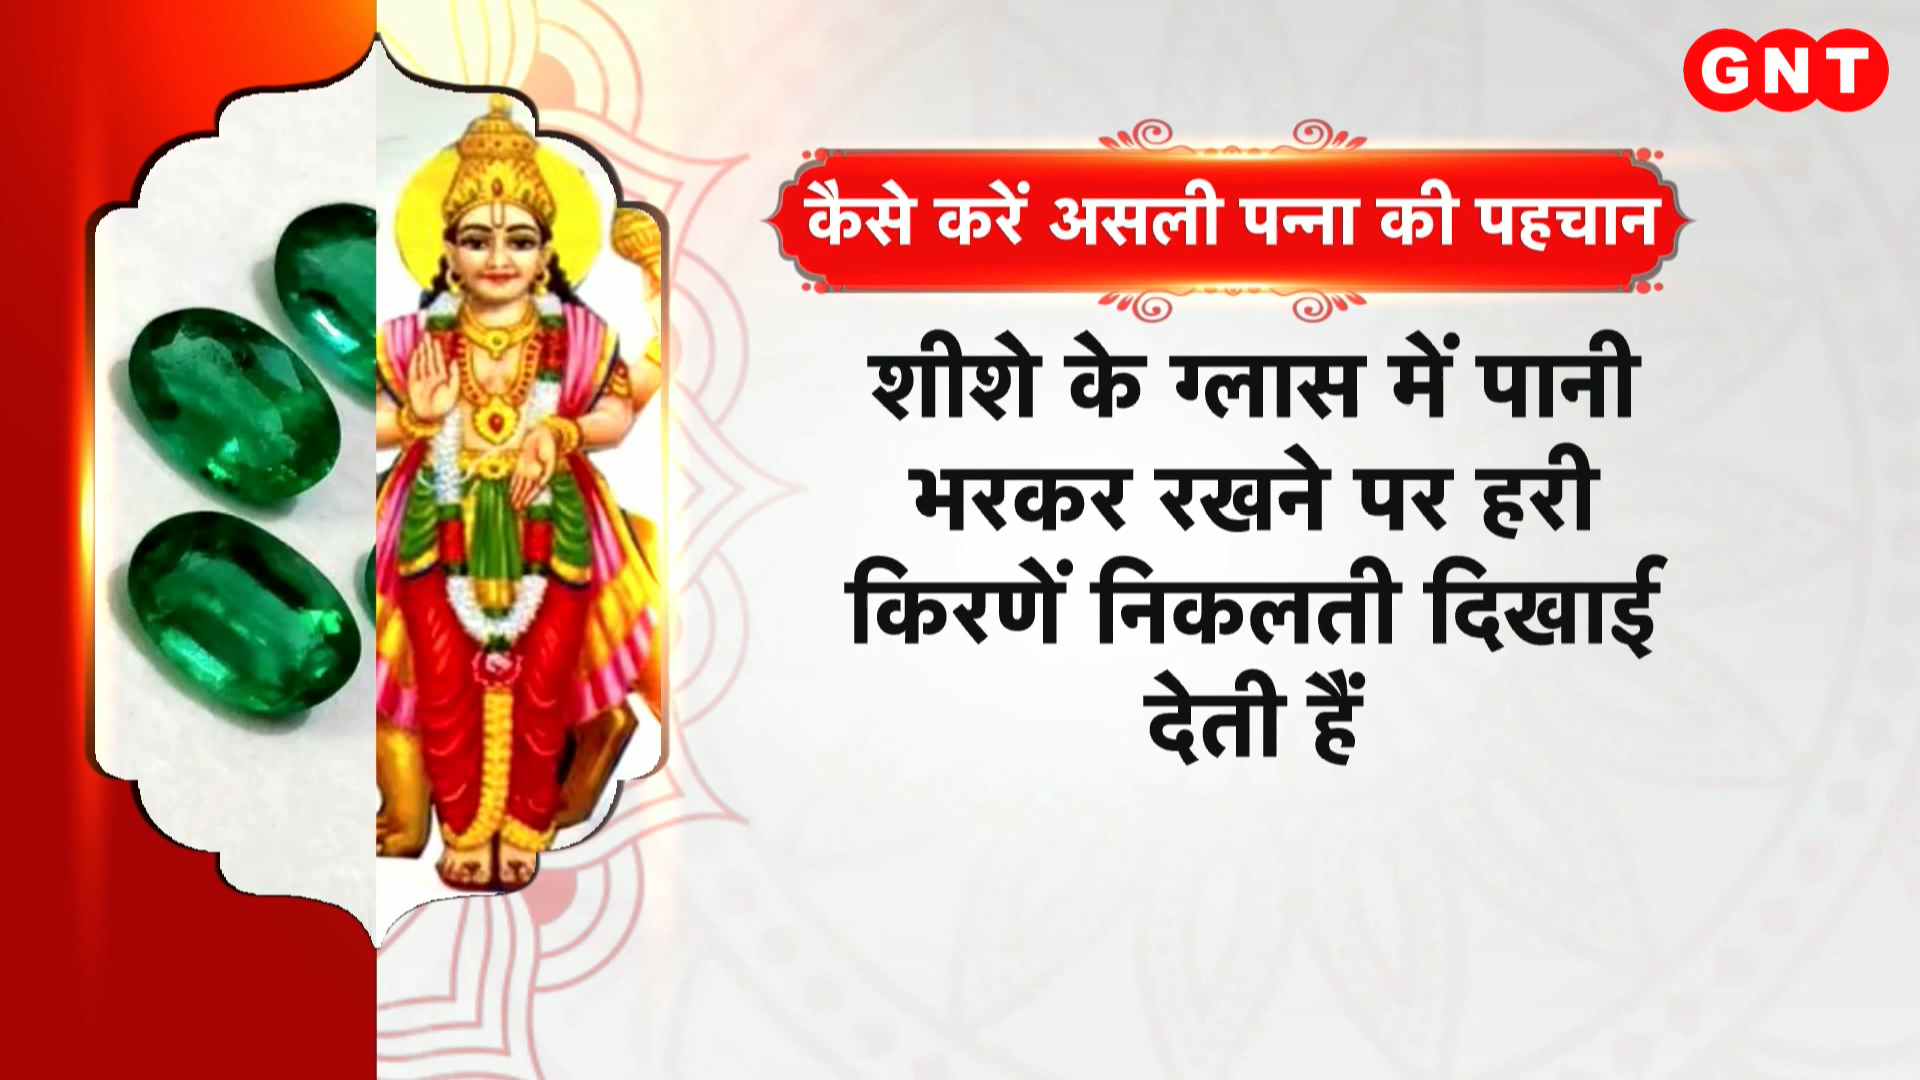 GNT
कैसे करें असली पन्ना की पहचान
शीशे के ग्लास में पानी
भरकर रखने पर हरी
किरणें निकलती दिखाई
देती हैं